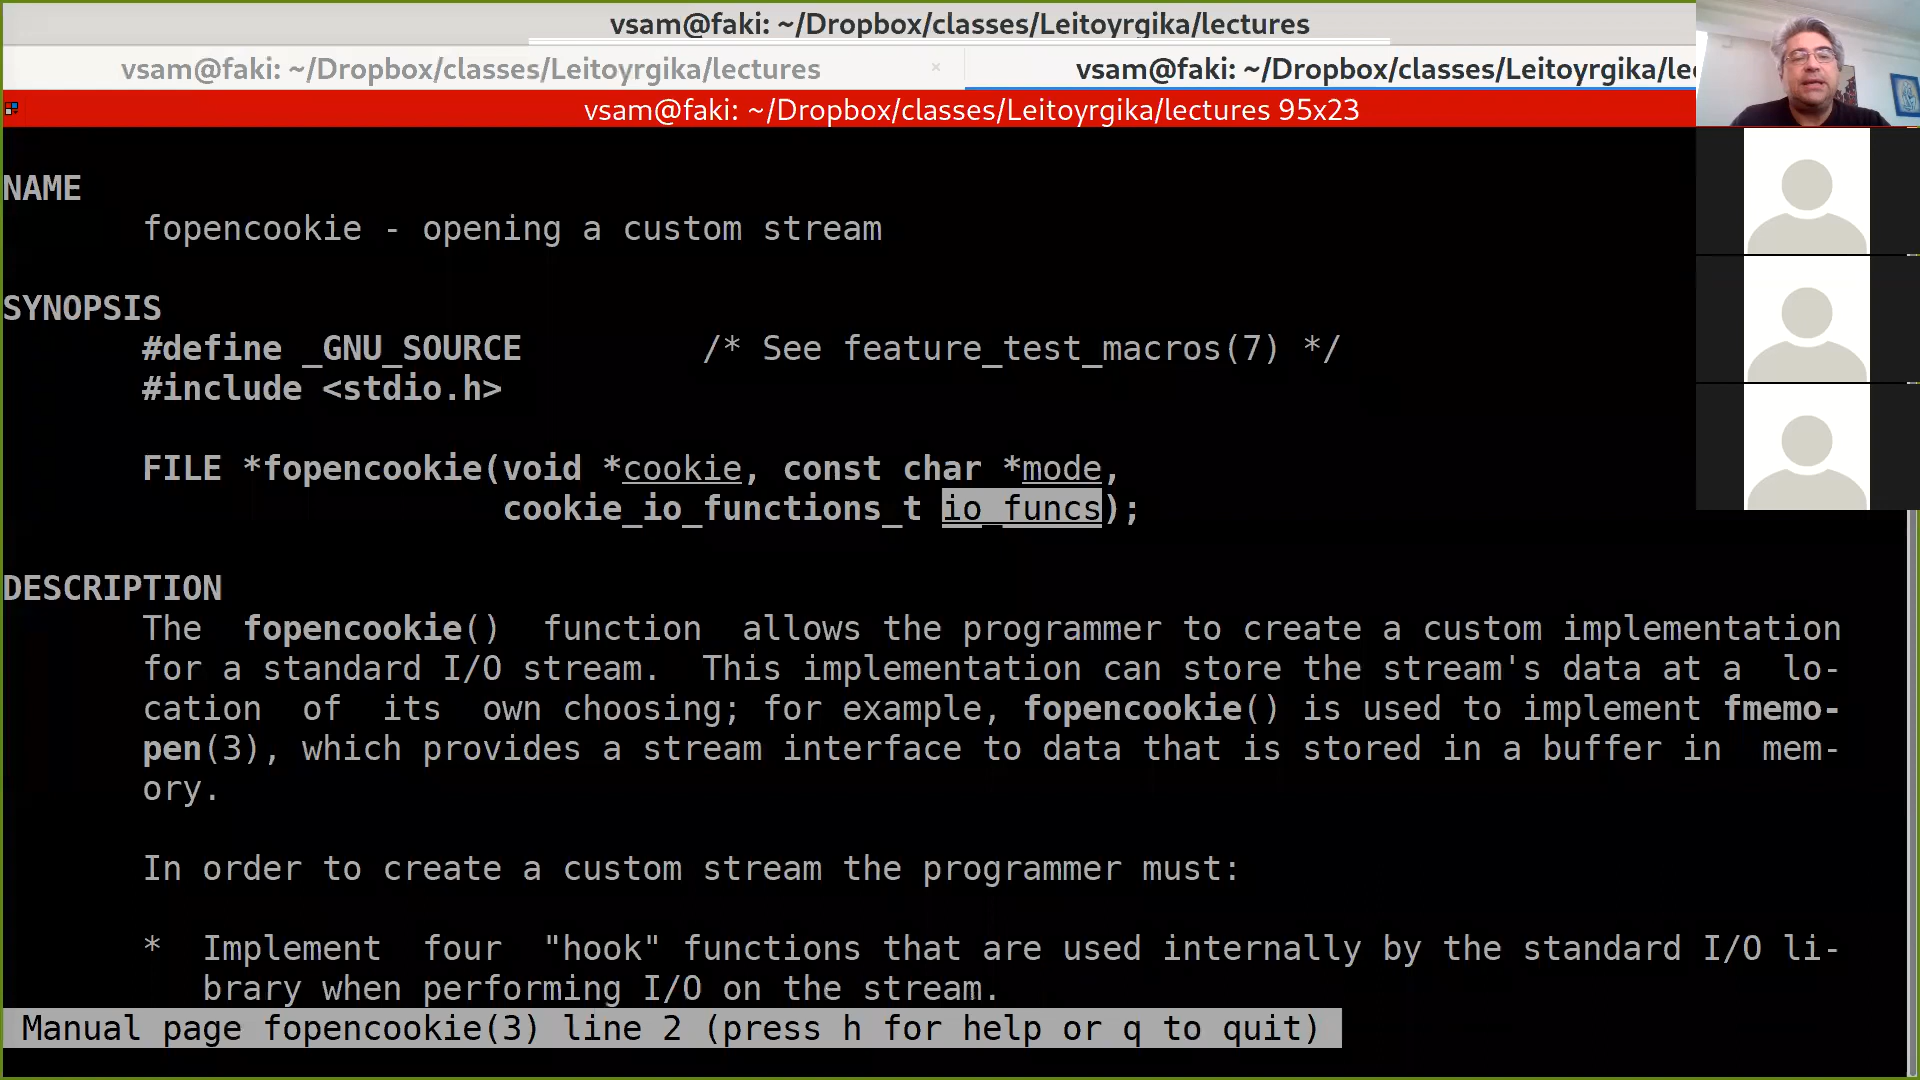 vsam@faki: ~/Dropbox/classes/Leitoyrgika/lectures
vsam@faki: ~/Dropbox/classes/Leitoyrgika/lectures × vsam@faki: ~/Dropbox/classes/Leitoyrgika/lec
vsam@faki: ~/Dropbox/classes/Leitoyrgika/lectures 95x23
NAME
fopencookie - opening a custom stream
SYNOPSIS
#define _GNU_SOURCE /* See feature_test_macros(7) */
#include <stdio.h>
FILE *fopencookie(void *cookie, const char *mode,
cookie_io_functions_t io_funcs);
DESCRIPTION
The fopencookie() function allows the programmer to create a custom implementation
for a standard I/O stream. This implementation can store the stream's data at a lo-
cation of its own choosing; for example, fopencookie() is used to implement fmemo-
pen(3), which provides a stream interface to data that is stored in a buffer in mem-
ory.
In order to create a custom stream the programmer must:
* Implement four "hook" functions that are used internally by the standard I/O li-
brary when performing I/O on the stream.
Manual page fopencookie(3) line 2 (press h for help or q to quit)